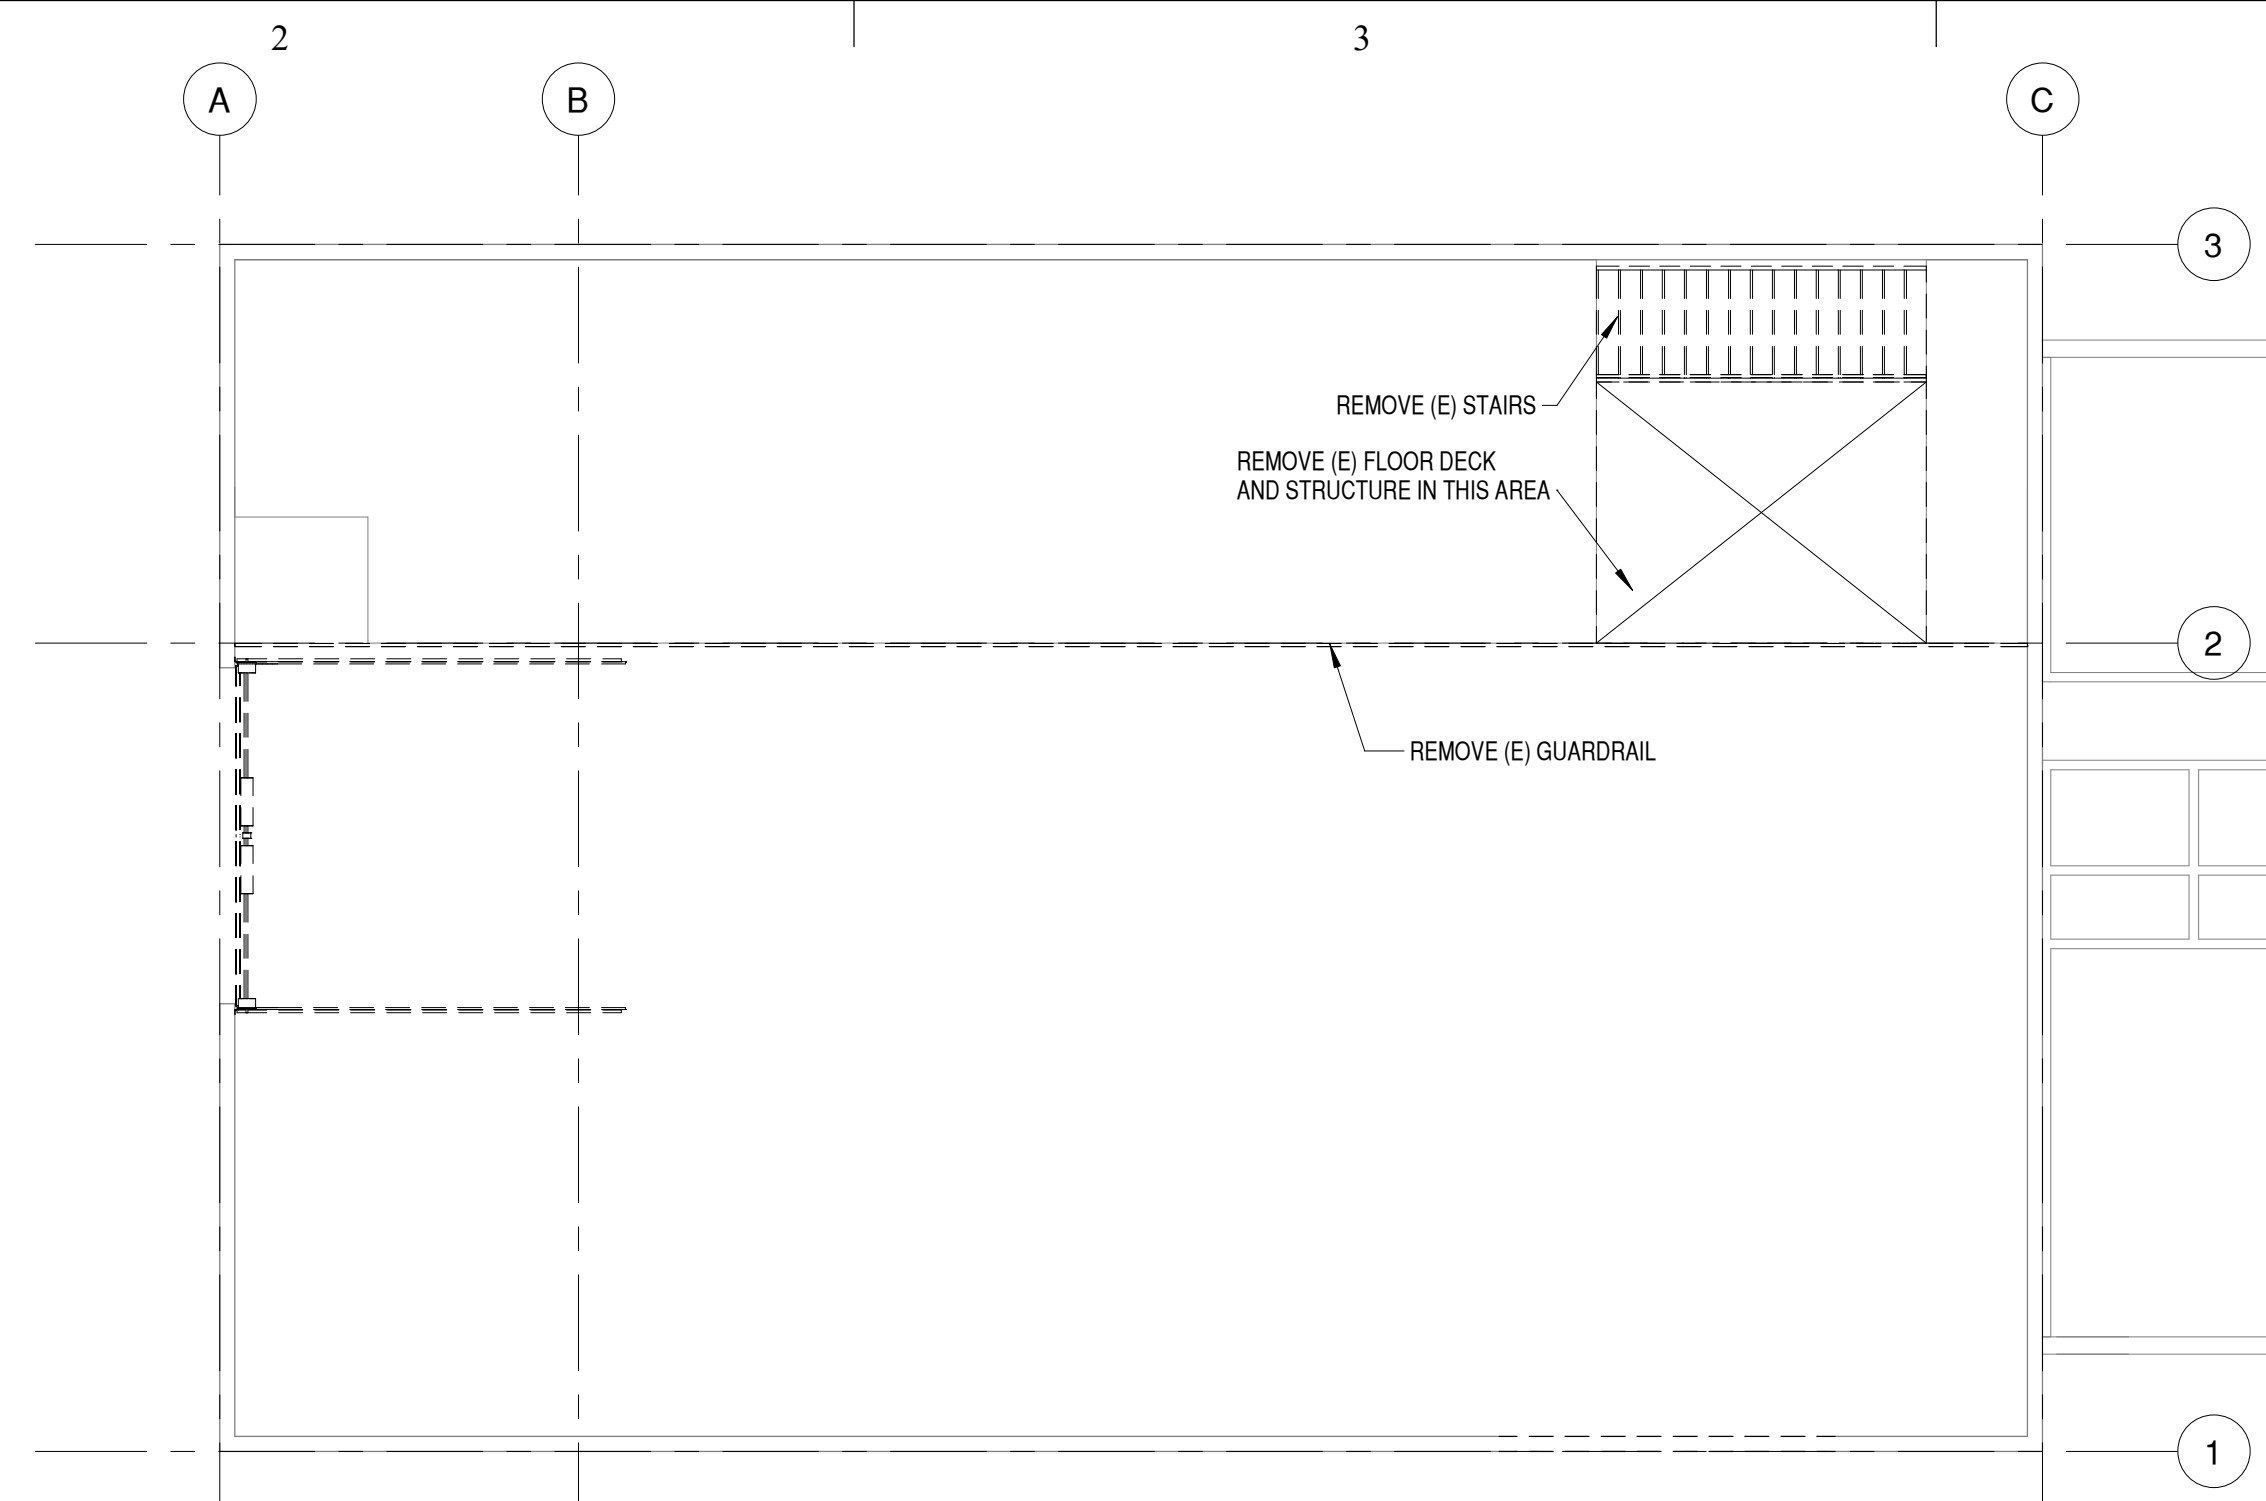 2
3
A
B
C
3
REMOVE (E) STAIRS
REMOVE (E) FLOOR DECK
AND STRUCTURE IN THIS AREA
2
REMOVE (E) GUARDRAIL
1